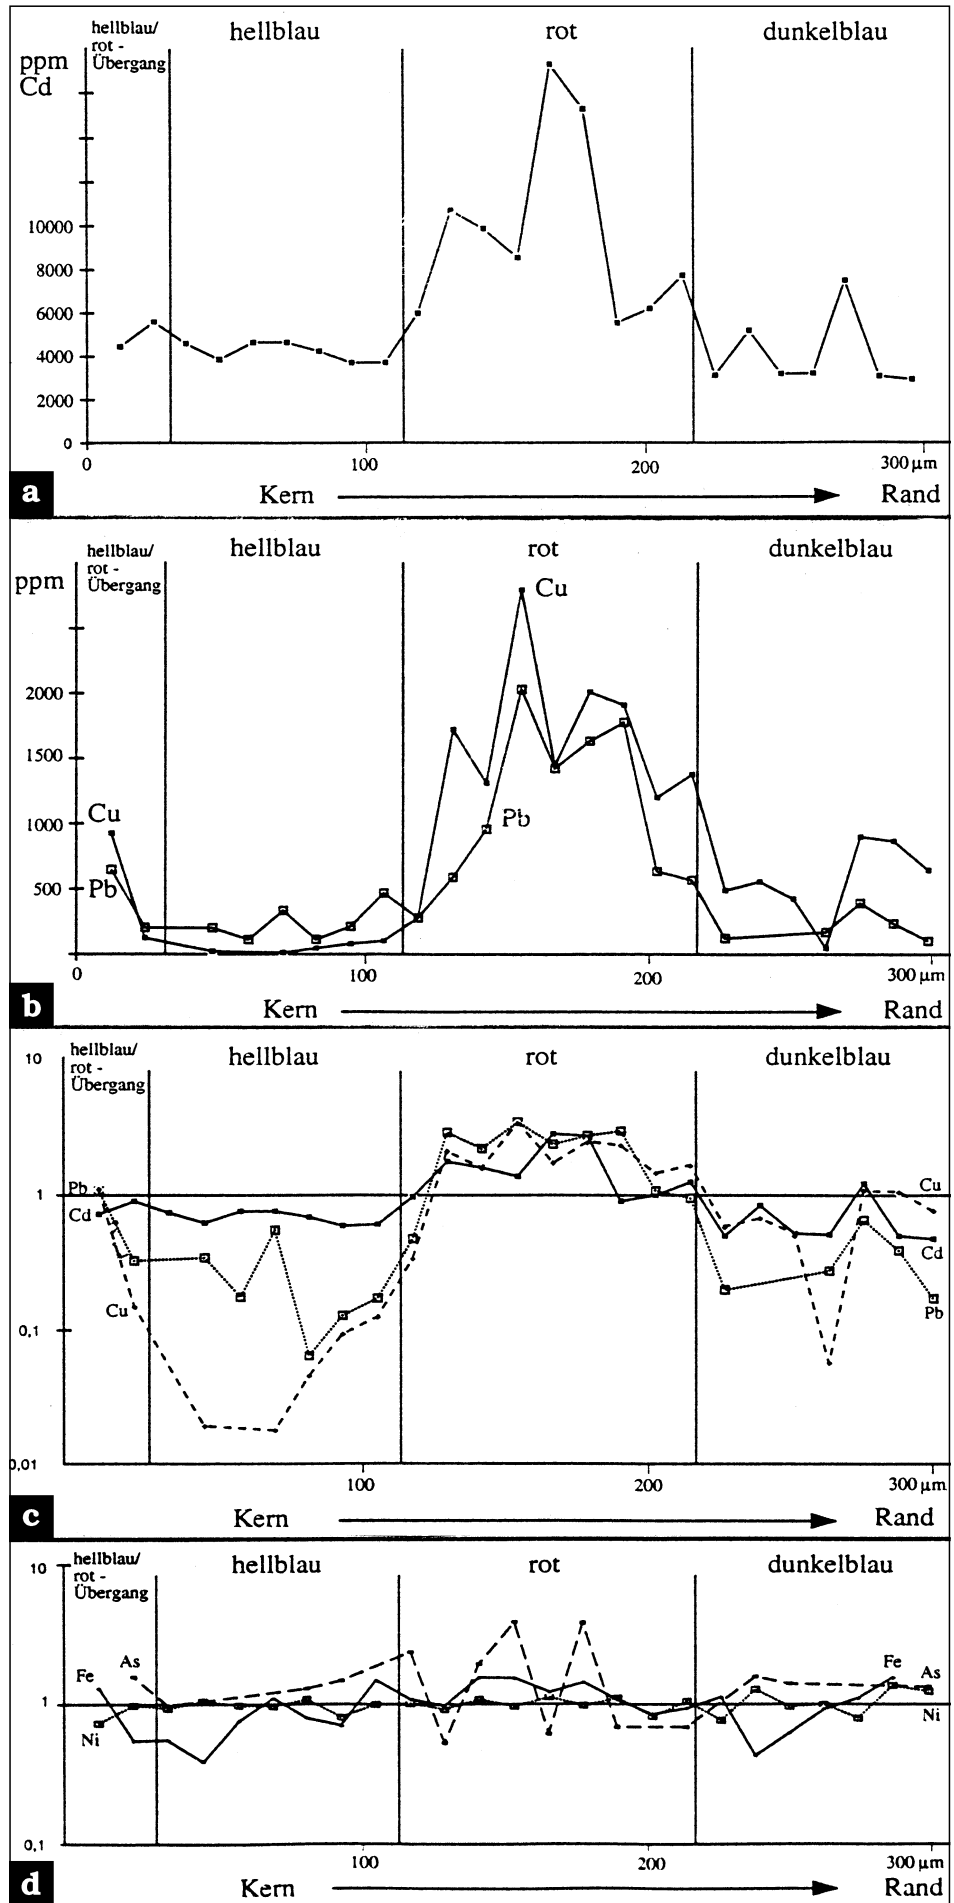 hellblau/
rot -
Übergang
hellblau
rot
dunkelblau
ppm
Cd
10000
8000
6000
4000
2000
0
0
100
200
300 µm
a
Kern
Rand
hellblau/
rot -
Übergang
hellblau
rot
dunkelblau
ppm
Cu
2000
1500
1000
Cu
Pb
500
Pb
0
100
200
300 µm
b
Kern
Rand
10
hellblau/
rot -
Übergang
hellblau
rot
dunkelblau
Pb
1
Cd
Cu
Cu
Cd
Pb
0,1
0,01
100
200
300 µm
c
Kern
Rand
10
hellblau/
rot -
Übergang
hellblau
rot
dunkelblau
Fe
As
Fe
As
1
Ni
Ni
0,1
100
200
300 µm
d
Kern
Rand